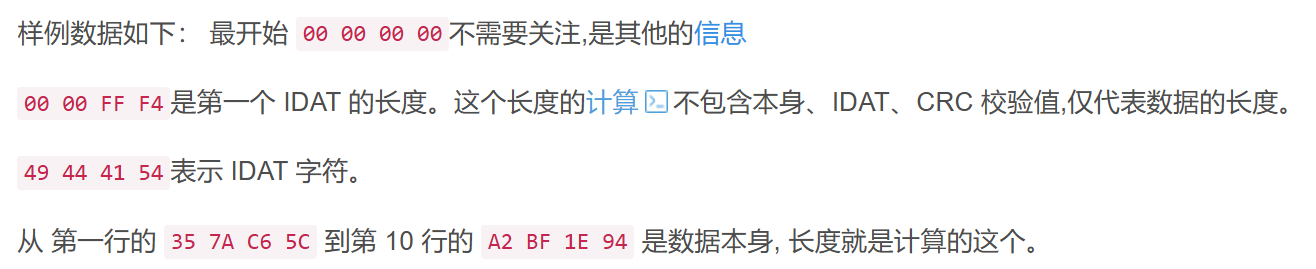 样例数据如下： 最开始 00 00 00 00不需要关注,是其他的信息
00 00 FF F4是第一个 IDAT 的长度。这个长度的计算 不包含本身、IDAT、CRC 校验值,仅代表数据的长度。
49 44 41 54表示 IDAT 字符。
从 第一行的 35 7A C6 5C 到第 10 行的 A2 BF 1E 94 是数据本身, 长度就是计算的这个。